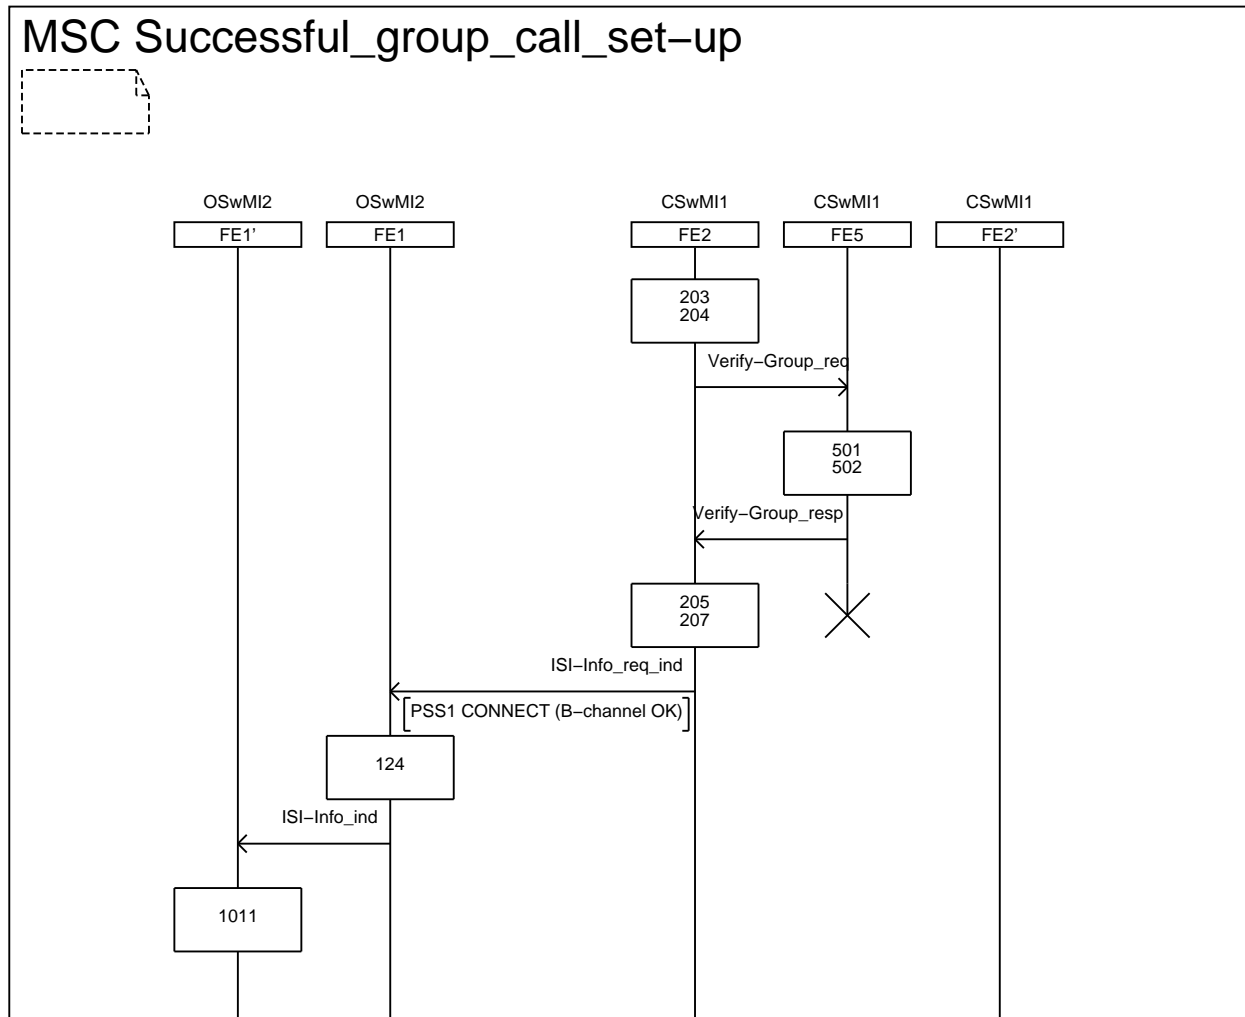 MSC Successful_group_call_set−up
OSwMI2 OSwMI2 CSwMI1 CSwMI1 CSwMI1
FE1’ FE1 FE2 FE5 FE2’
203
204
Verify−Group_req
501
502
Verify−Group_resp
205
207
ISI−Info_req_ind
PSS1 CONNECT (B−channel OK)
124
ISI−Info_ind
1011